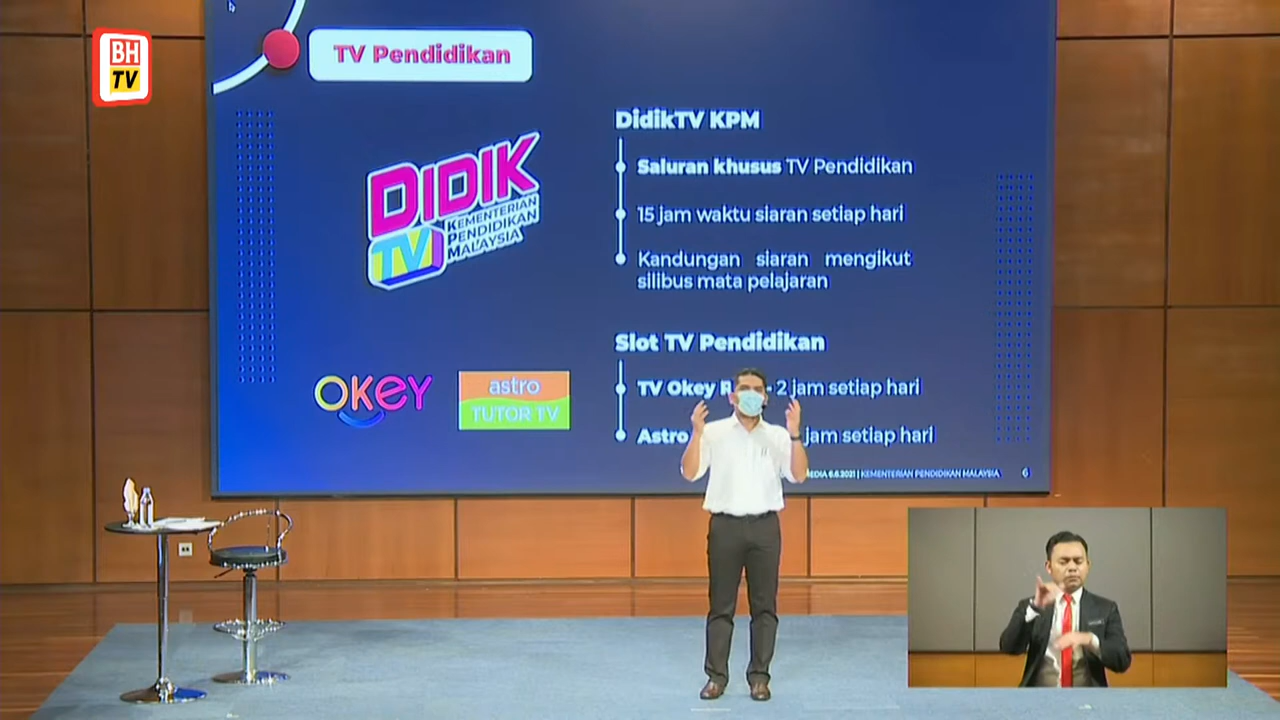 BH
TV
TV Pendidikan
DIDIK
TV
KEMENTERIAN
PENDIDIKAN
MALAYSIA
DidikTV KPM
Saluran khusus TV Pendidikan
15 jam waktu siaran setiap hari
Kandungan siaran mengikut
silibus mata pelajaran
OKEY
astro
TUTOR TV
Slot TV Pendidikan
TV Okey - 2 jam setiap hari
Astro jam setiap hari
6.6.2021 | KEMENTERIAN PENDIDIKAN MALAYSIA 6